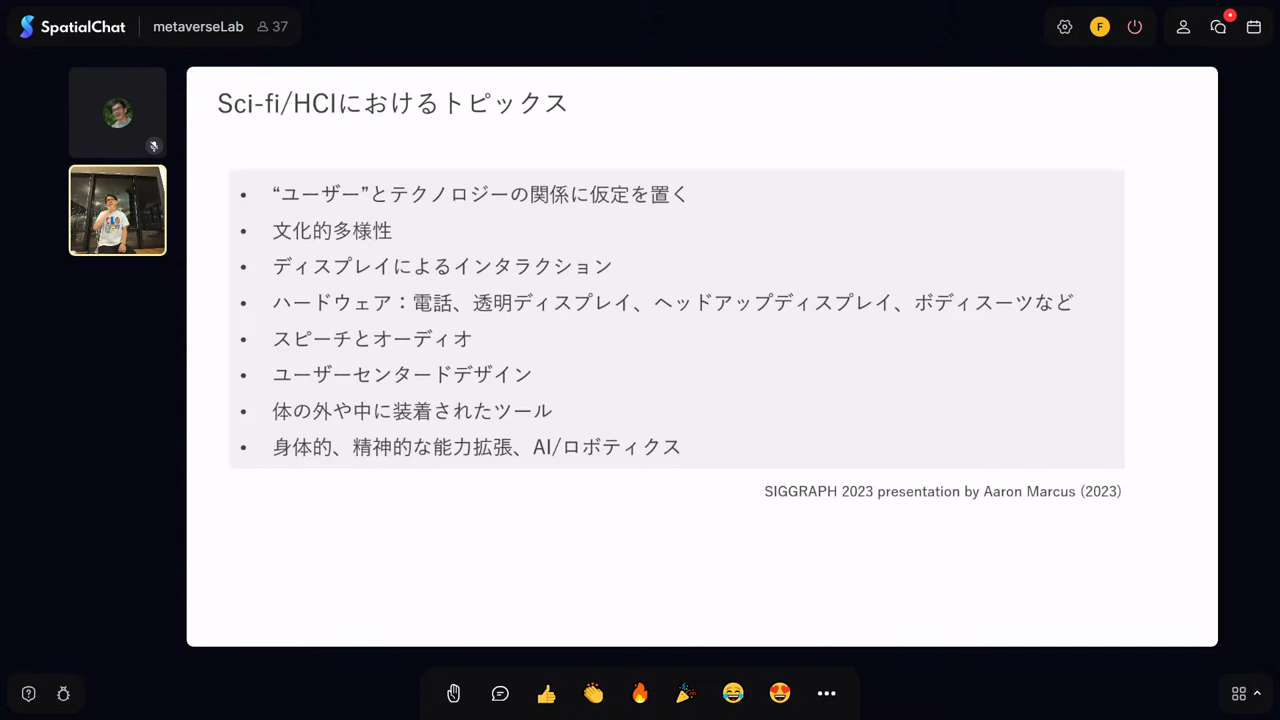 SpatialChat
metaverseLab
37
F
Sci-fi/HCIにおけるトピックス
• “ユーザー”とテクノロジーの関係に仮定を置く
• 文化的多様性
• ディスプレイによるインタラクション
• ハードウェア：電話、透明ディスプレイ、ヘッドアップディスプレイ、ボディスーツなど
• スピーチとオーディオ
• ユーザーセンタードデザイン
• 体の外や中に装着されたツール
• 身体的、精神的な能力拡張、AI/ロボティクス
SIGGRAPH 2023 presentation by Aaron Marcus (2023)